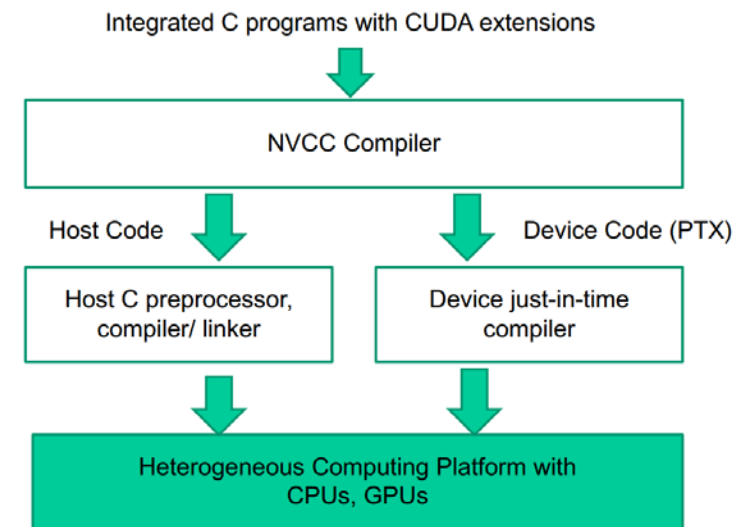 Integrated C programs with CUDA extensions
NVCC Compiler
Host Code
Device Code (PTX)
Host C preprocessor,
compiler/ linker
Device just-in-time
compiler
Heterogeneous Computing Platform with
CPUs, GPUs